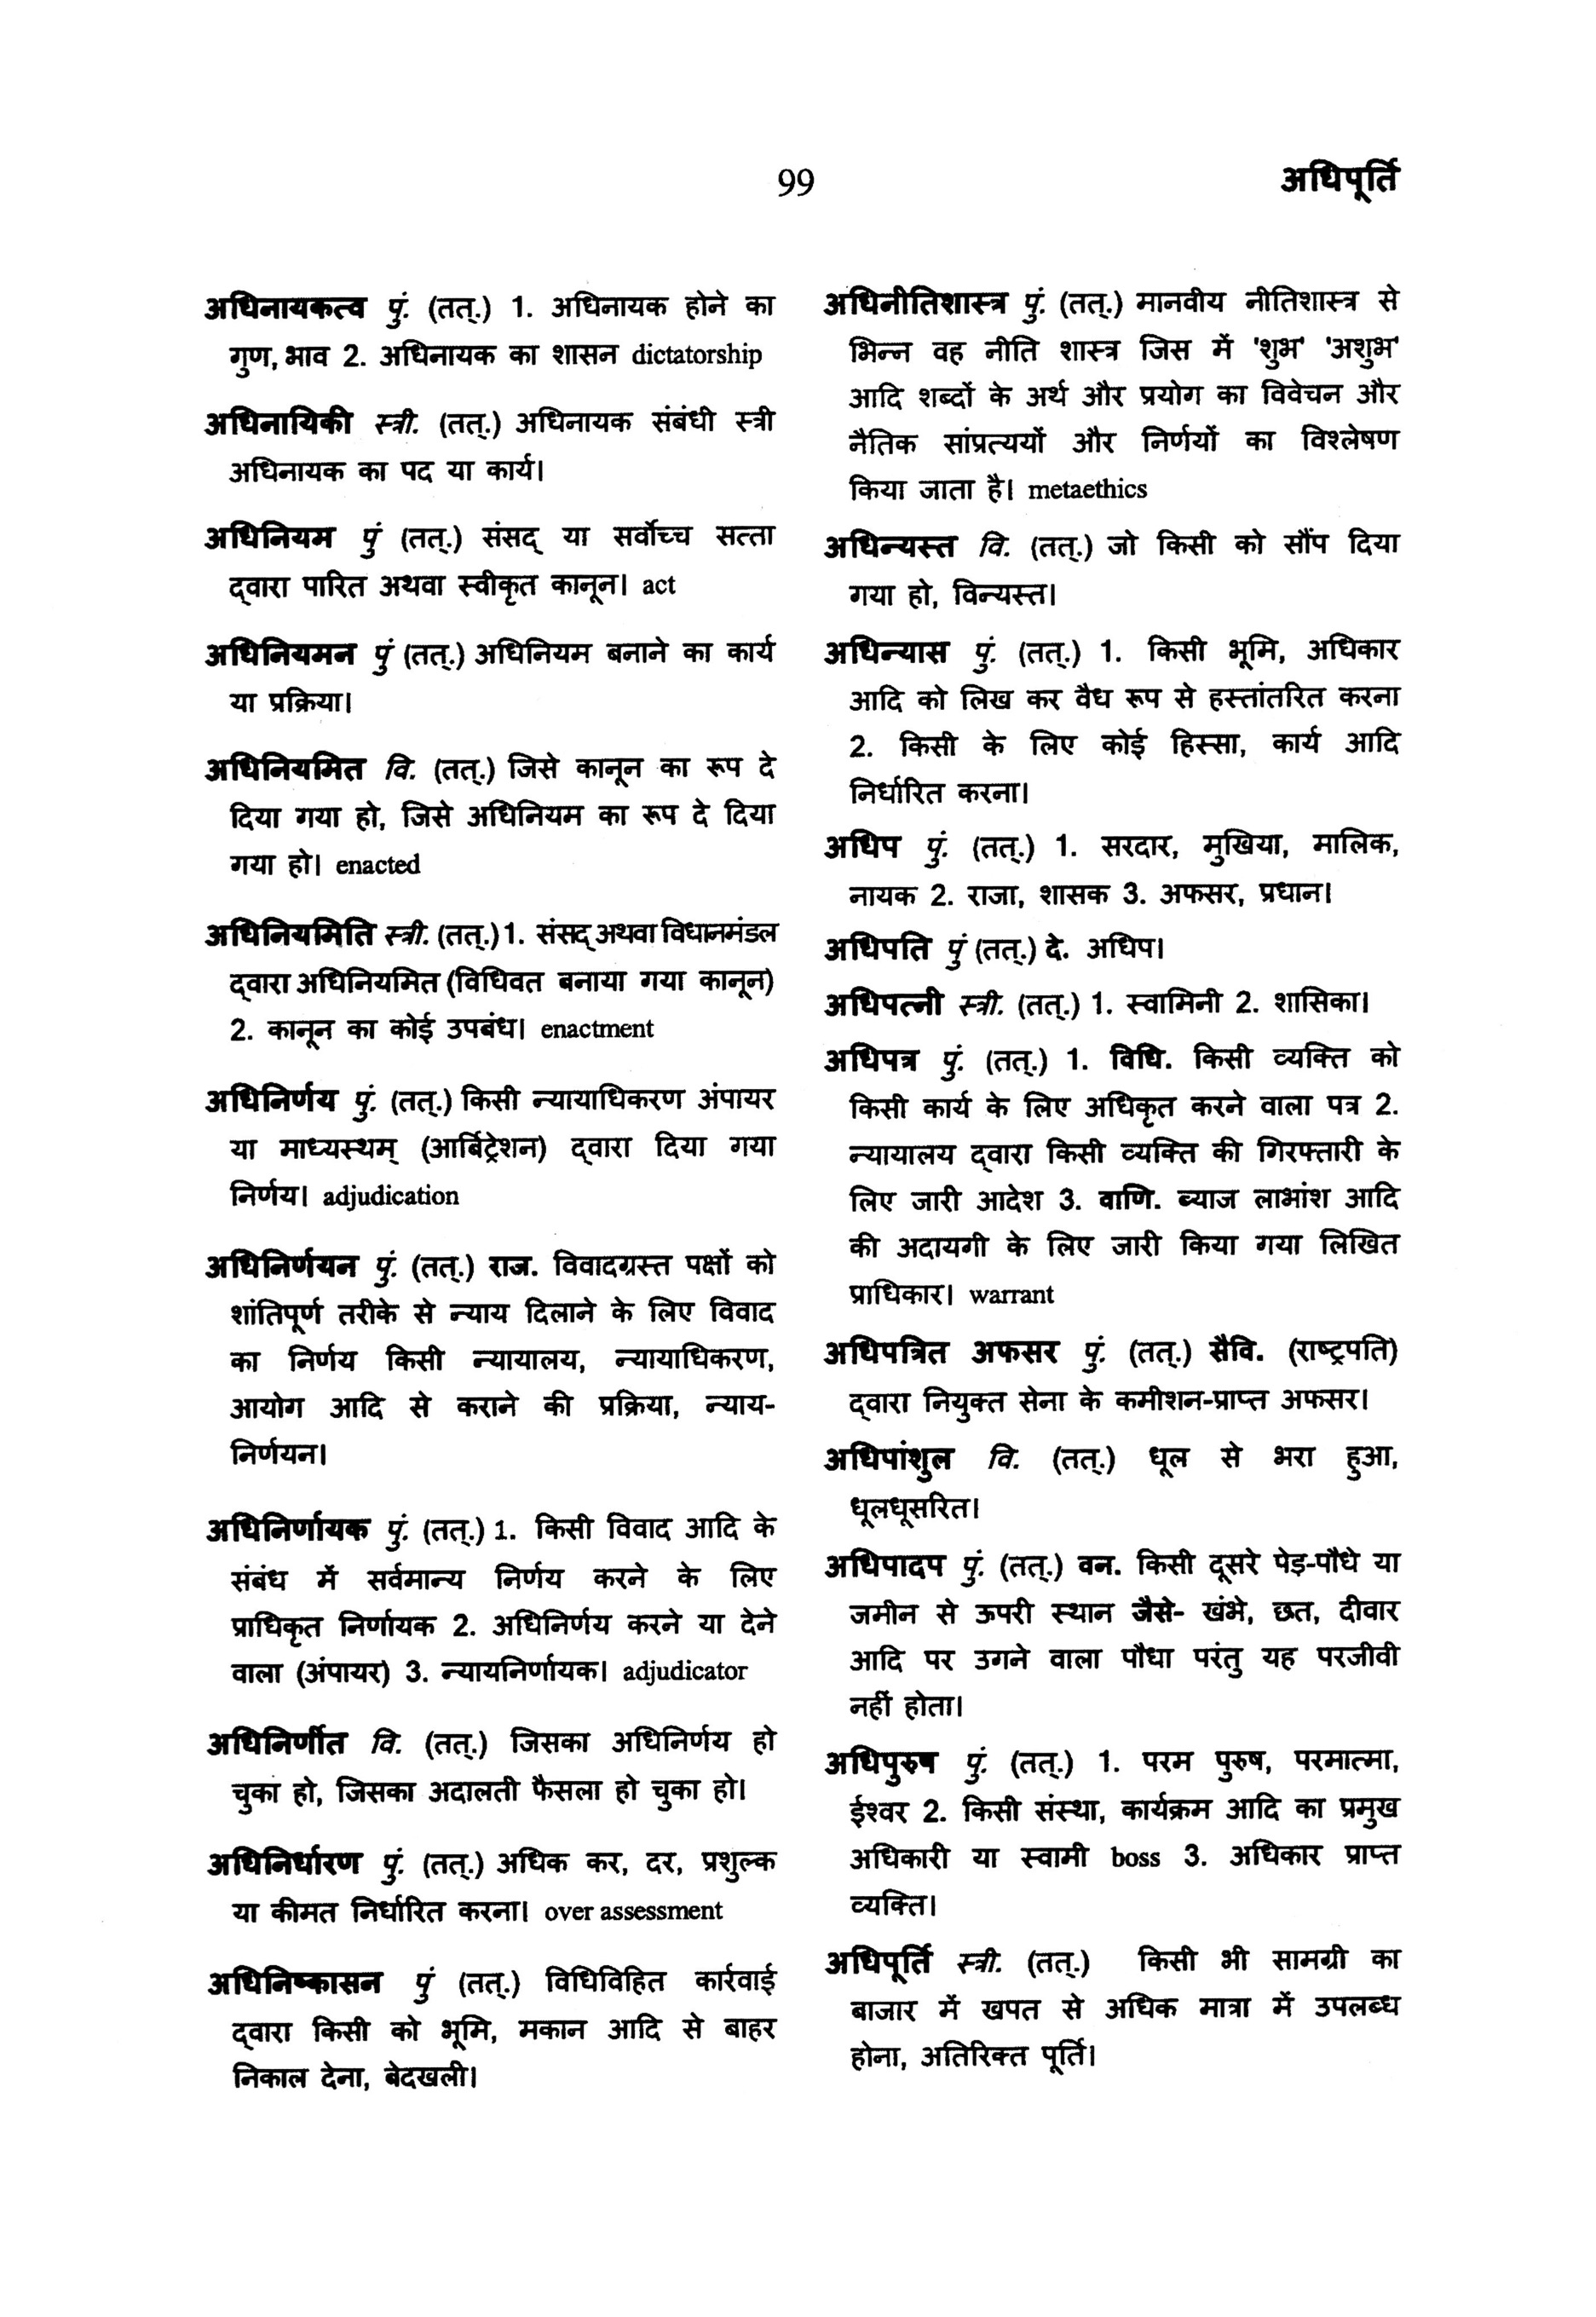 99
अधिपूर्ति
अधिनायकत्व पुं. (तत्.) 1. अधिनायक होने का
गुण, भाव 2. अधिनायक का शासन dictatorship
अधिनायिकी स्त्री. (तत्.) अधिनायक संबंधी स्त्री
अधिनायक का पद या कार्य।
अधिनियम पुं (तत्.) संसद् या सर्वोच्च सत्ता
द्वारा पारित अथवा स्वीकृत कानून। act
अधिनियमन पुं (तत्.) अधिनियम बनाने का कार्य
या प्रक्रिया।
अधिनियमित वि. (तत्.) जिसे कानून का रूप दे
दिया गया हो, जिसे अधिनियम का रूप दे दिया
गया हो। enacted
अधिनियमिति स्त्री. (तत्.) 1. संसद् अथवा विधानमंडल
द्वारा अधिनियमित (विधिवत बनाया गया कानून)
2. कानून का कोई उपबंध। enactment
अधिनिर्णय पुं. (तत्.) किसी न्यायाधिकरण अंपायर
या माध्यस्थम् (आर्बिट्रेशन) द्वारा दिया गया
निर्णय। adjudication
अधिनिर्णयन पुं. (तत्.) राज. विवादग्रस्त पक्षों को
शांतिपूर्ण तरीके से न्याय दिलाने के लिए विवाद
का निर्णय किसी न्यायालय, न्यायाधिकरण,
आयोग आदि से कराने की प्रक्रिया, न्याय-
निर्णयन।
अधिनिर्णायक पुं. (तत्.) 1. किसी विवाद आदि के
संबंध में सर्वमान्य निर्णय करने के लिए
प्राधिकृत निर्णायक 2. अधिनिर्णय करने या देने
वाला (अंपायर) 3. न्यायनिर्णायक। adjudicator
अधिनिर्णीत वि. (तत्.) जिसका अधिनिर्णय हो
चुका हो, जिसका अदालती फैसला हो चुका हो।
अधिनिर्धारण पुं. (तत्.) अधिक कर, दर, प्रशुल्क
या कीमत निर्धारित करना। over assessment
अधिनिष्कासन पुं (तत्.) विधिविहित कार्रवाई
द्वारा किसी को भूमि, मकान आदि से बाहर
निकाल देना, बेदखली।
अधिनीतिशास्त्र पुं. (तत्.) मानवीय नीतिशास्त्र से
भिन्न वह नीति शास्त्र जिस में 'शुभ' 'अशुभ'
आदि शब्दों के अर्थ और प्रयोग का विवेचन और
नैतिक सांप्रत्ययों और निर्णयों का विश्लेषण
किया जाता है। metaethics
अधिन्यस्त वि. (तत्.) जो किसी को सौंप दिया
गया हो, विन्यस्त।
अधिन्यास पुं. (तत्.) 1. किसी भूमि, अधिकार
आदि को लिख कर वैध रूप से हस्तांतरित करना
2. किसी के लिए कोई हिस्सा, कार्य आदि
निर्धारित करना।
अधिप पुं. (तत्.) 1. सरदार, मुखिया, मालिक,
नायक 2. राजा, शासक 3. अफसर, प्रधान।
अधिपति पुं (तत्.) दे. अधिप।
अधिपत्नी स्त्री. (तत्.) 1. स्वामिनी 2. शासिका।
अधिपत्र पुं. (तत्.) 1. विधि. किसी व्यक्ति को
किसी कार्य के लिए अधिकृत करने वाला पत्र 2.
न्यायालय द्वारा किसी व्यक्ति की गिरफ्तारी के
लिए जारी आदेश 3. वाणि. ब्याज लाभांश आदि
की अदायगी के लिए जारी किया गया लिखित
प्राधिकार। warrant
अधिपत्रित अफसर पुं. (तत्.) सैवि. (राष्ट्रपति)
द्वारा नियुक्त सेना के कमीशन-प्राप्त अफसर।
अधिपांशुल वि. (तत्.) धूल से भरा हुआ,
धूलधूसरित।
अधिपादप पुं. (तत्.) वन. किसी दूसरे पेड़-पौधे या
जमीन से ऊपरी स्थान जैसे- खंभे, छत, दीवार
आदि पर उगने वाला पौधा परंतु यह परजीवी
नहीं होता।
अधिपुरुष पुं. (तत्.) 1. परम पुरुष, परमात्मा,
ईश्वर 2. किसी संस्था, कार्यक्रम आदि का प्रमुख
अधिकारी या स्वामी boss 3. अधिकार प्राप्त
व्यक्ति।
अधिपूर्ति स्त्री. (तत्.) किसी भी सामग्री का
बाजार में खपत से अधिक मात्रा में उपलब्ध
होना, अतिरिक्त पूर्ति।